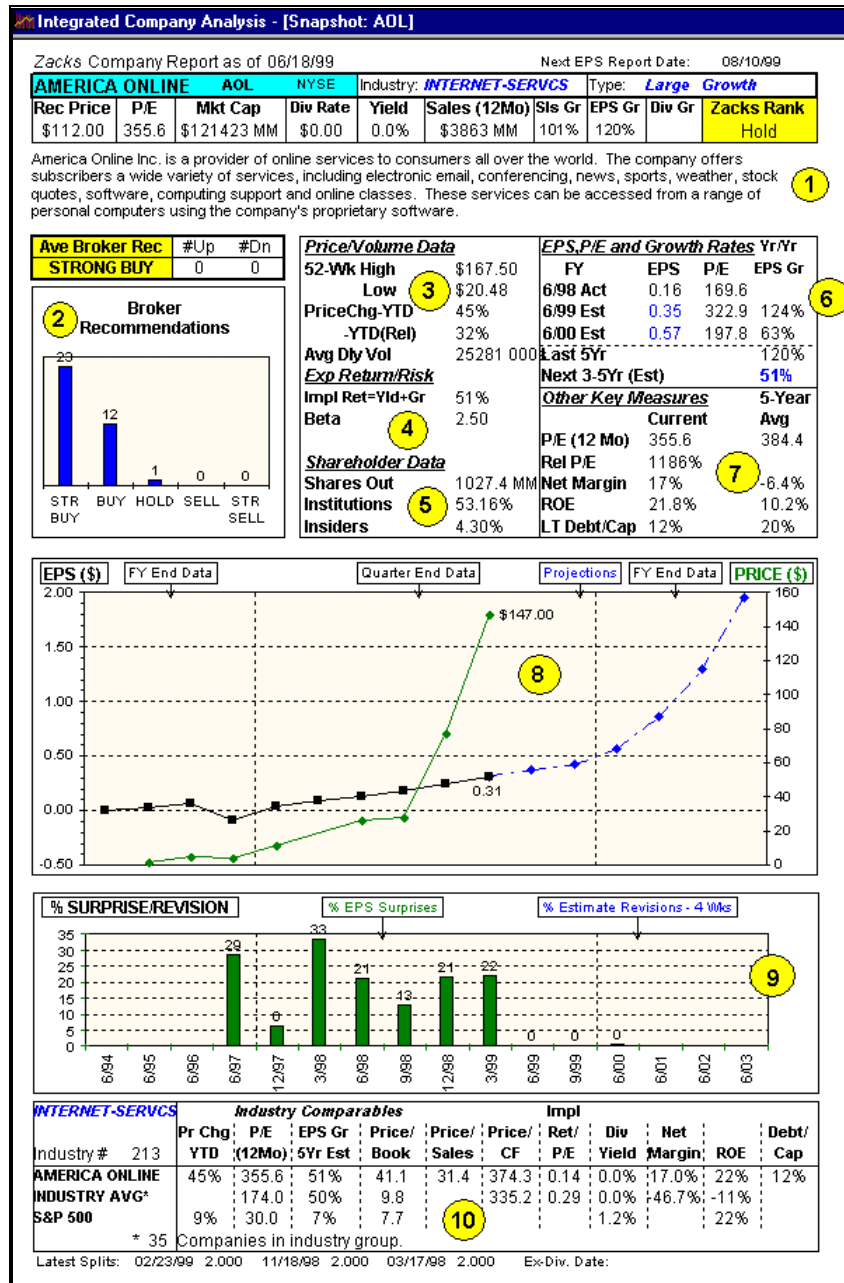 Integrated Company Analysis - [Snapshot: AOL]
Zacks Company Report as of 06/18/99 Next EPS Report Date: 08/10/99
AMERICA ONLINE AOL NYSE Industry: INTERNET-SERVCS Type: Large Growth
Rec Price P/E Mkt Cap Div Rate Yield Sales (12Mo) Sls Gr EPS Gr Div Gr Zacks Rank
$112.00 355.6 $121423 MM $0.00 0.0% $3863 MM 101% 120% Hold
America Online Inc. is a provider of online services to consumers all over the world. The company offers
subscribers a wide variety of services, including electronic email, conferencing, news, sports, weather, stock
quotes, software, computing support and online classes. These services can be accessed from a range of
personal computers using the company's proprietary software.
1
Ave Broker Rec #Up #Dn
STRONG BUY 0 0
2
Broker
Recommendations
23
12
1
0
0
STR BUY HOLD SELL STR
BUY SELL
Price/Volume Data
52-Wk High $167.50
Low 3 $20.48
PriceChg-YTD 45%
-YTD(Rel) 32%
Avg Dly Vol 25281 000
Exp Return/Risk
Impl Ret=Yld+Gr 51%
Beta 2.50
4
Shareholder Data
Shares Out 1027.4 MM
Institutions 5 53.16%
Insiders 4.30%
EPS,P/E and Growth Rates Yr/Yr
FY EPS P/E EPS Gr
6/98 Act 0.16 169.6
6
6/99 Est 0.35 322.9 124%
6/00 Est 0.57 197.8 63%
Last 5Yr 120%
Next 3-5Yr (Est) 51%
Other Key Measures 5-Year
Current Avg
P/E (12 Mo) 355.6 384.4
Rel P/E 1186%
7
Net Margin 17% -6.4%
ROE 21.8% 10.2%
LT Debt/Cap 12% 20%
EPS ($) FY End Data Quarter End Data Projections FY End Data PRICE ($)
2.00 160
1.50 140
1.00 120
0.50 100
0.00 80
-0.50 60
40
20
0
$147.00
8
0.31
% SURPRISE/REVISION % EPS Surprises % Estimate Revisions - 4 Wks
35
30
25
20
15
10
5
0
29 6 33 21 13 21 22 0 0 0
9
6/94 6/95 6/96 6/97 12/97 3/98 6/98 9/98 12/98 3/99 6/99 9/99 6/00 6/01 6/02 6/03
INTERNET-SERVCS Industry Comparables Impl
Pr Chg P/E EPS Gr Price/ Price/ Price/ Ret/ Div Net Debt/
Industry # 213 YTD (12Mo) 5Yr Est Book Sales CF P/E Yield Margin ROE Cap
AMERICA ONLINE 45% 355.6 51% 41.1 31.4 374.3 0.14 0.0% 17.0% 22% 12%
INDUSTRY AVG* 174.0 50% 9.8 335.2 0.29 0.0% -46.7% -11%
S&P 500 9% 30.0 7% 7.7 1.2% 22%
10
* 35 Companies in industry group.
Latest Splits: 02/23/99 2.000 11/18/98 2.000 03/17/98 2.000 Ex-Div. Date: